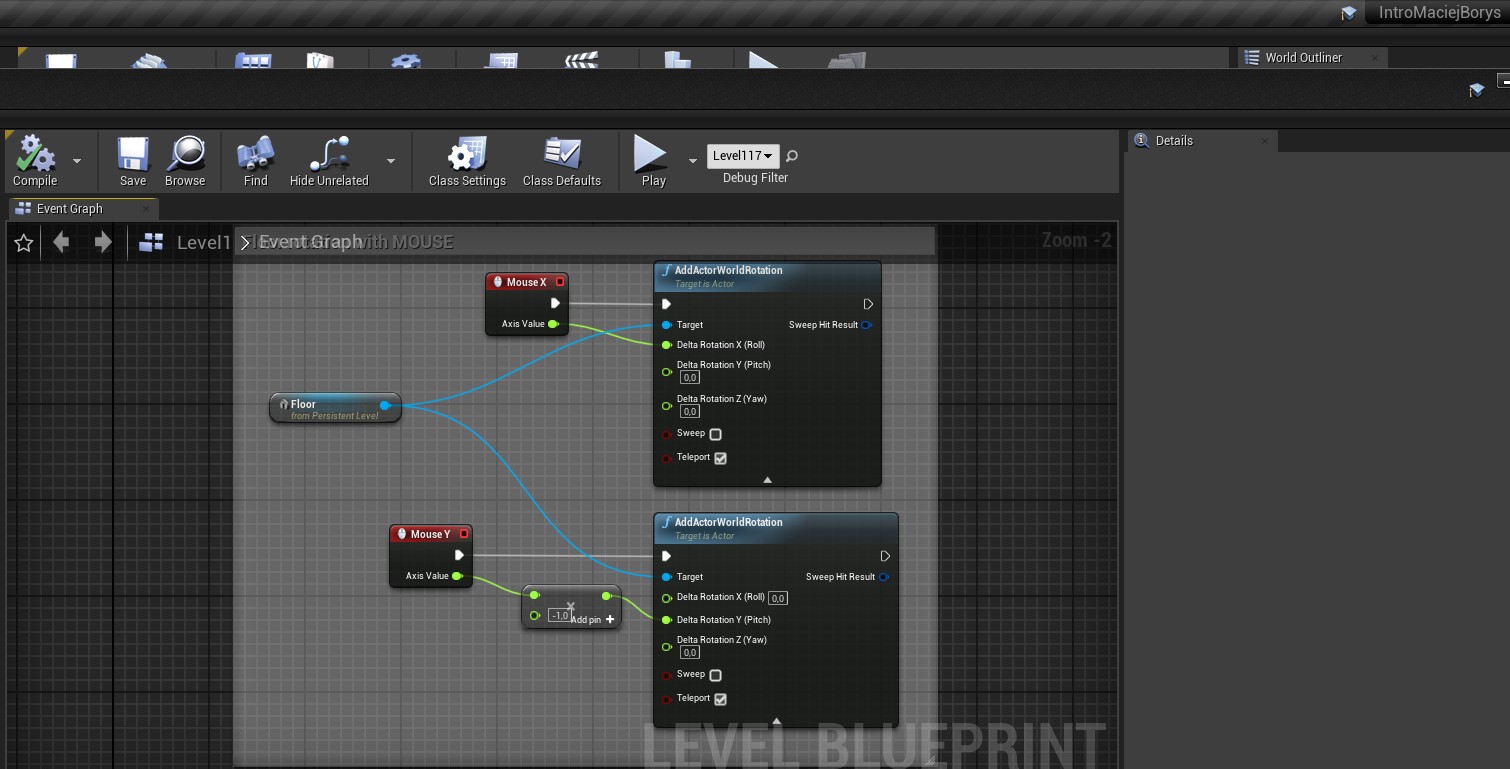 IntroMaciejBorys
World Outliner
Compile
Save
Browse
Find
Hide Unrelated
Class Settings
Class Defaults
Play
Level117
Debug Filter
Details
Event Graph
Level1 > Event Graph
with MOUSE
Zoom -2
Mouse X
Axis Value
AddActorWorldRotation
Target is Actor
Target
Sweep Hit Result
Delta Rotation X (Roll)
Delta Rotation Y (Pitch)
0,0
Delta Rotation Z (Yaw)
0,0
Sweep
Teleport
Floor
from Persistent Level
Mouse Y
Axis Value
-1,0
Add pin +
AddActorWorldRotation
Target is Actor
Target
Sweep Hit Result
Delta Rotation X (Roll) 0,0
Delta Rotation Y (Pitch)
Delta Rotation Z (Yaw)
0,0
Sweep
Teleport
LEVEL BLUEPRINT